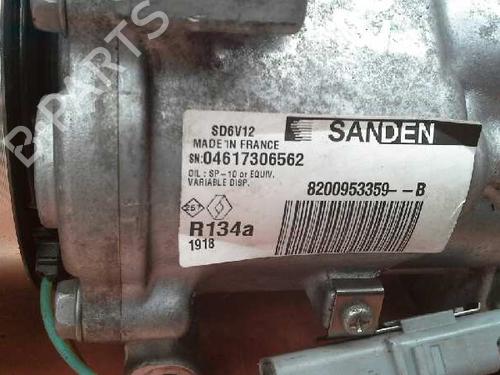 B-PARTS
SD6V12
MADE IN FRANCE
SN:04617306562
OIL : SP-10 or EQUIV.
VARIABLE DISP.
SANDEN
8200953359--B
R134a
1918